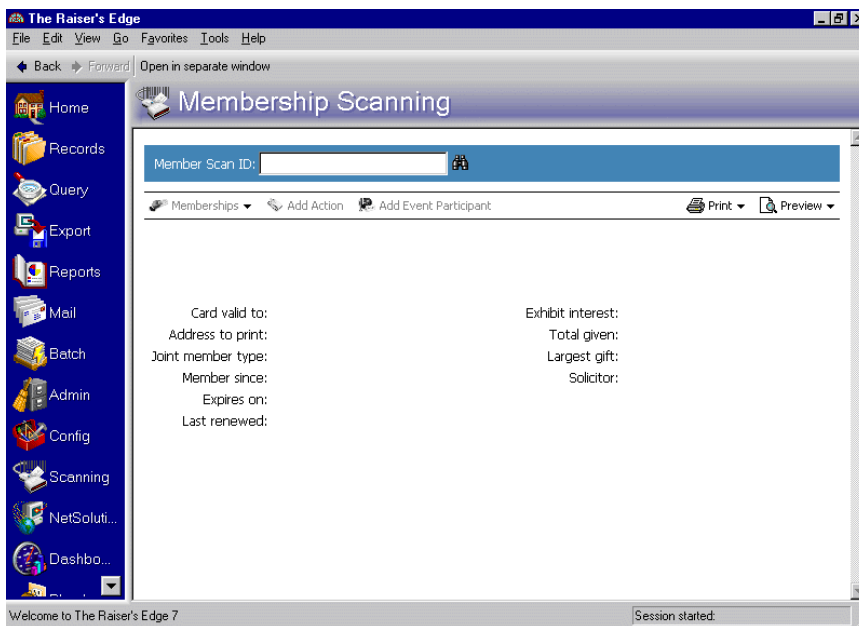 The Raiser's Edge
File Edit View Go Favorites Tools Help
Back Forward Open in separate window
Membership Scanning
Home
Records
Query
Export
Reports
Mail
Batch
Admin
Config
Scanning
NetSoluti...
Dashbo...
Member Scan ID:
Memberships Add Action Add Event Participant Print Preview
Card valid to: Exhibit interest:
Address to print: Total given:
Joint member type: Largest gift:
Member since: Solicitor:
Expires on:
Last renewed:
Welcome to The Raiser's Edge 7 Session started: